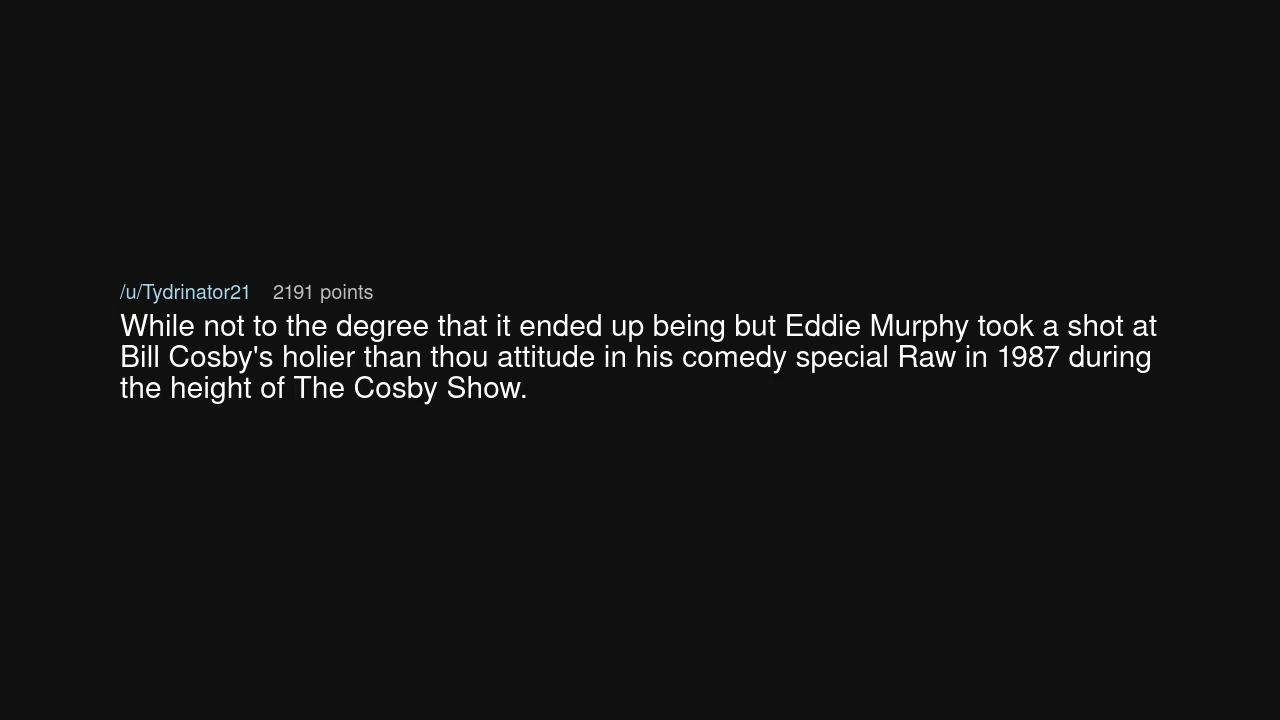 /u/Tydrinator21 2191 points
While not to the degree that it ended up being but Eddie Murphy took a shot at
Bill Cosby's holier than thou attitude in his comedy special Raw in 1987 during
the height of The Cosby Show.